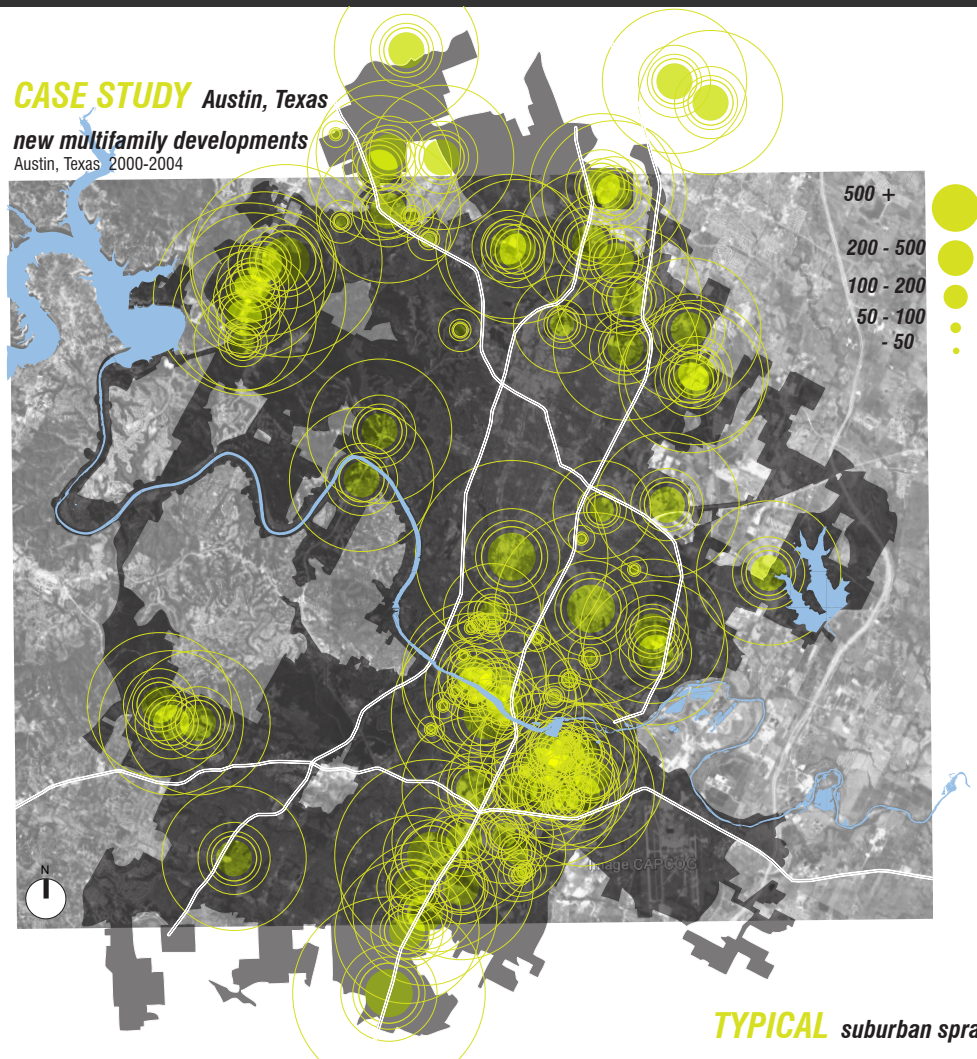 CASE STUDY Austin, Texas
new multifamily developments
Austin, Texas 2000-2004
500 +
200 - 500
100 - 200
50 - 100
- 50
Image CAPCOG
N
TYPICAL suburban spra